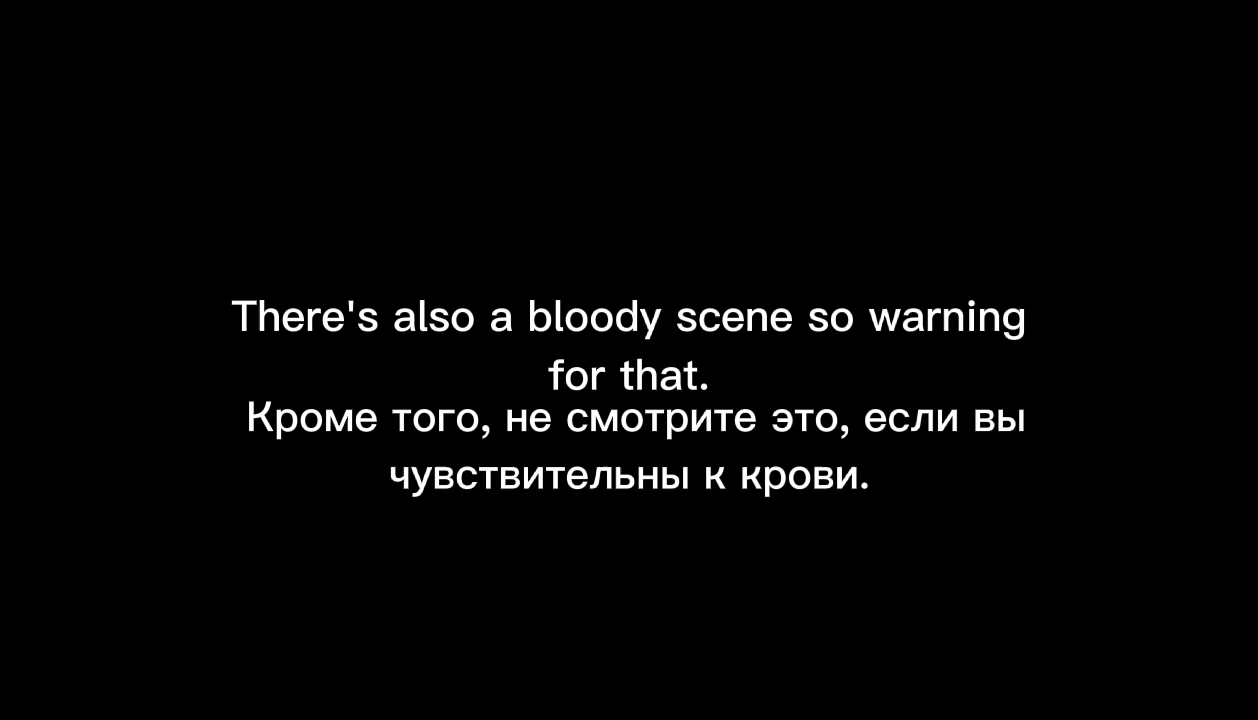 There's also a bloody scene so warning
for that.
Кроме того, не смотрите это, если вы
чувствительны к крови.